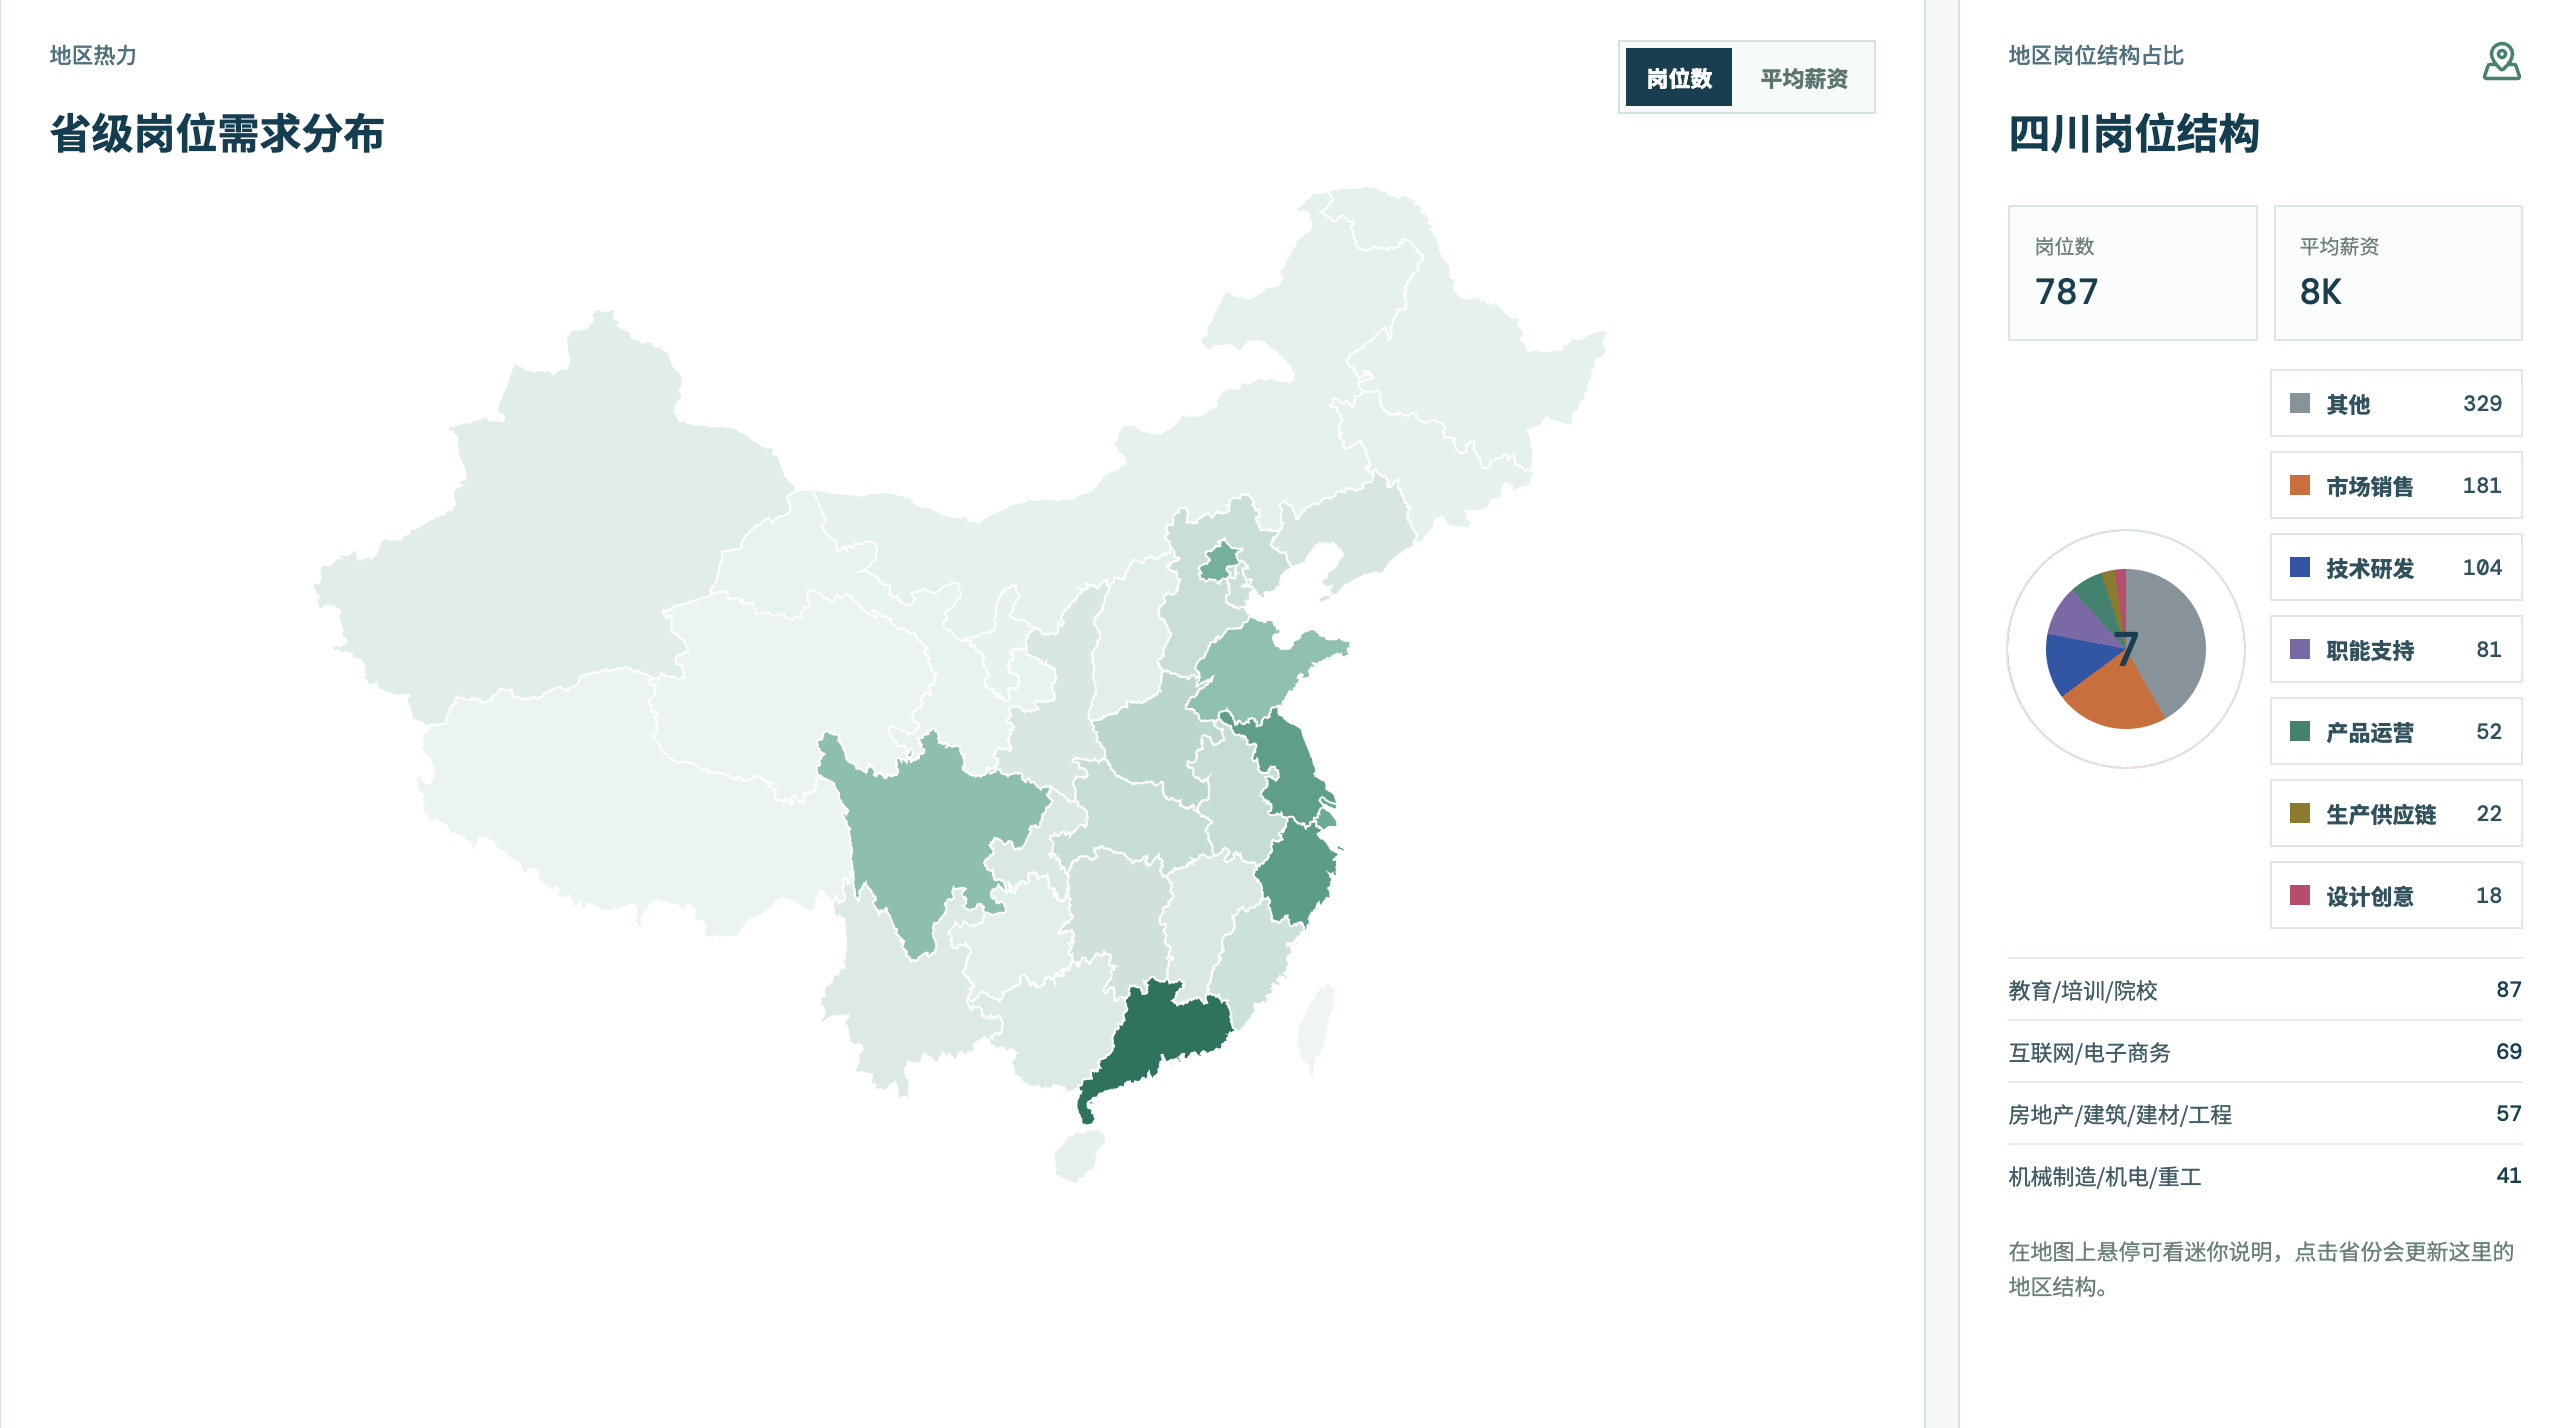 地区热力
省级岗位需求分布
岗位数
平均薪资
地区岗位结构占比
四川岗位结构
岗位数
787
平均薪资
8K
7
其他 329
市场销售 181
技术研发 104
职能支持 81
产品运营 52
生产供应链 22
设计创意 18
教育/培训/院校 87
互联网/电子商务 69
房地产/建筑/建材/工程 57
机械制造/机电/重工 41
在地图上悬停可看迷你说明，点击省份会更新这里的
地区结构。